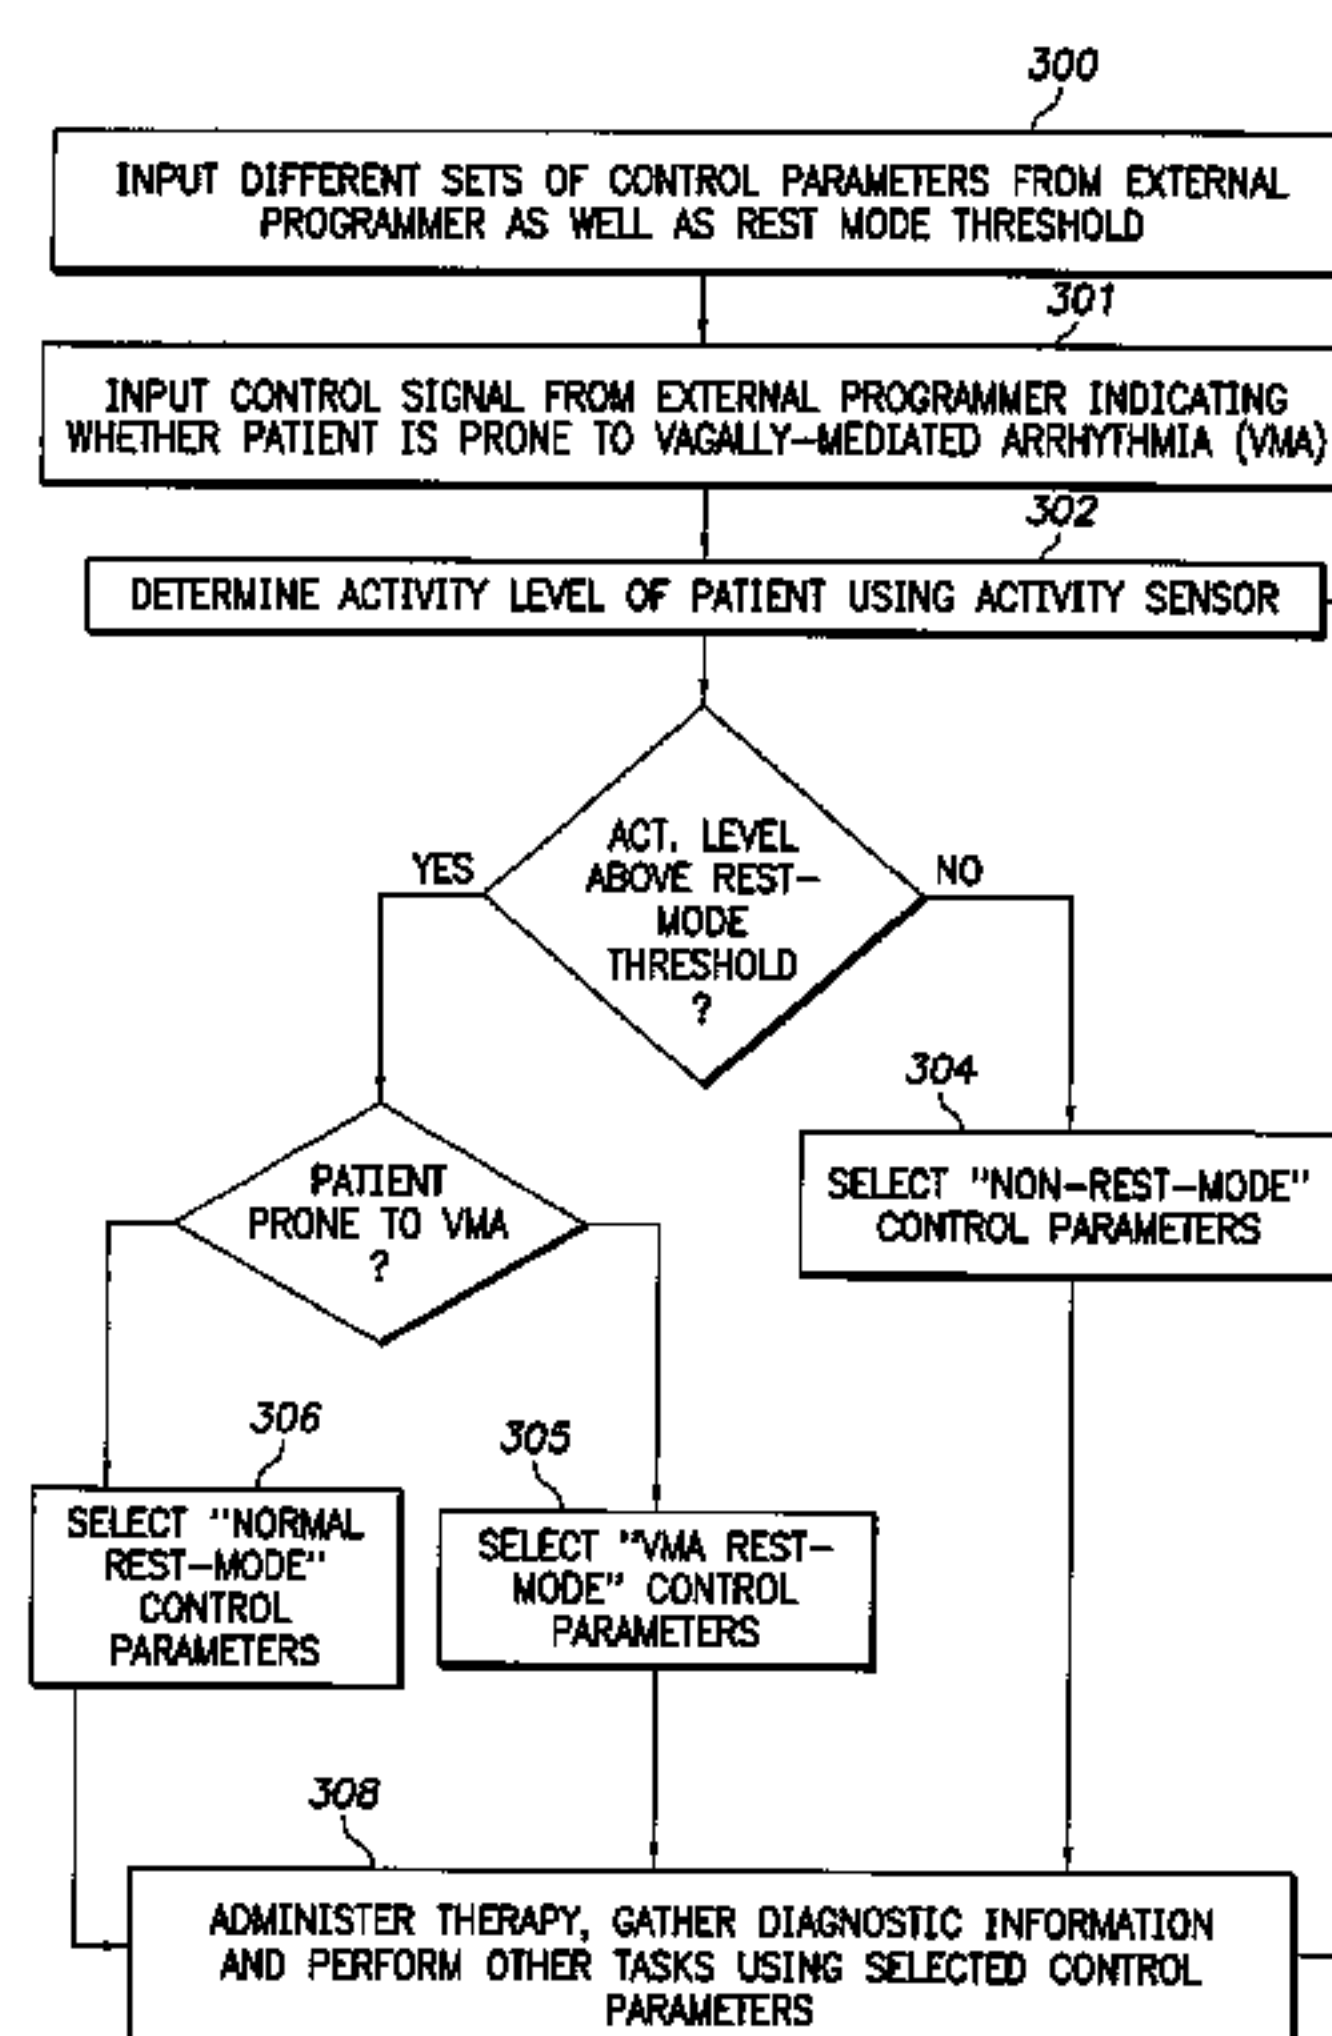 300
INPUT DIFFERENT SETS OF CONTROL PARAMETERS FROM EXTERNAL
PROGRAMMER AS WELL AS REST MODE THRESHOLD
301
INPUT CONTROL SIGNAL FROM EXTERNAL PROGRAMMER INDICATING
WHETHER PATIENT IS PRONE TO VAGALLY-MEDIATED ARRHYTHMIA (VMA)
302
DETERMINE ACTIVITY LEVEL OF PATIENT USING ACTIVITY SENSOR
ACT. LEVEL
ABOVE REST-
MODE
THRESHOLD
?
YES
NO
304
SELECT "NON-REST-MODE"
CONTROL PARAMETERS
PATIENT
PRONE TO VMA
?
306
SELECT "NORMAL
REST-MODE"
CONTROL
PARAMETERS
305
SELECT "VMA REST-
MODE" CONTROL
PARAMETERS
308
ADMINISTER THERAPY, GATHER DIAGNOSTIC INFORMATION
AND PERFORM OTHER TASKS USING SELECTED CONTROL
PARAMETERS